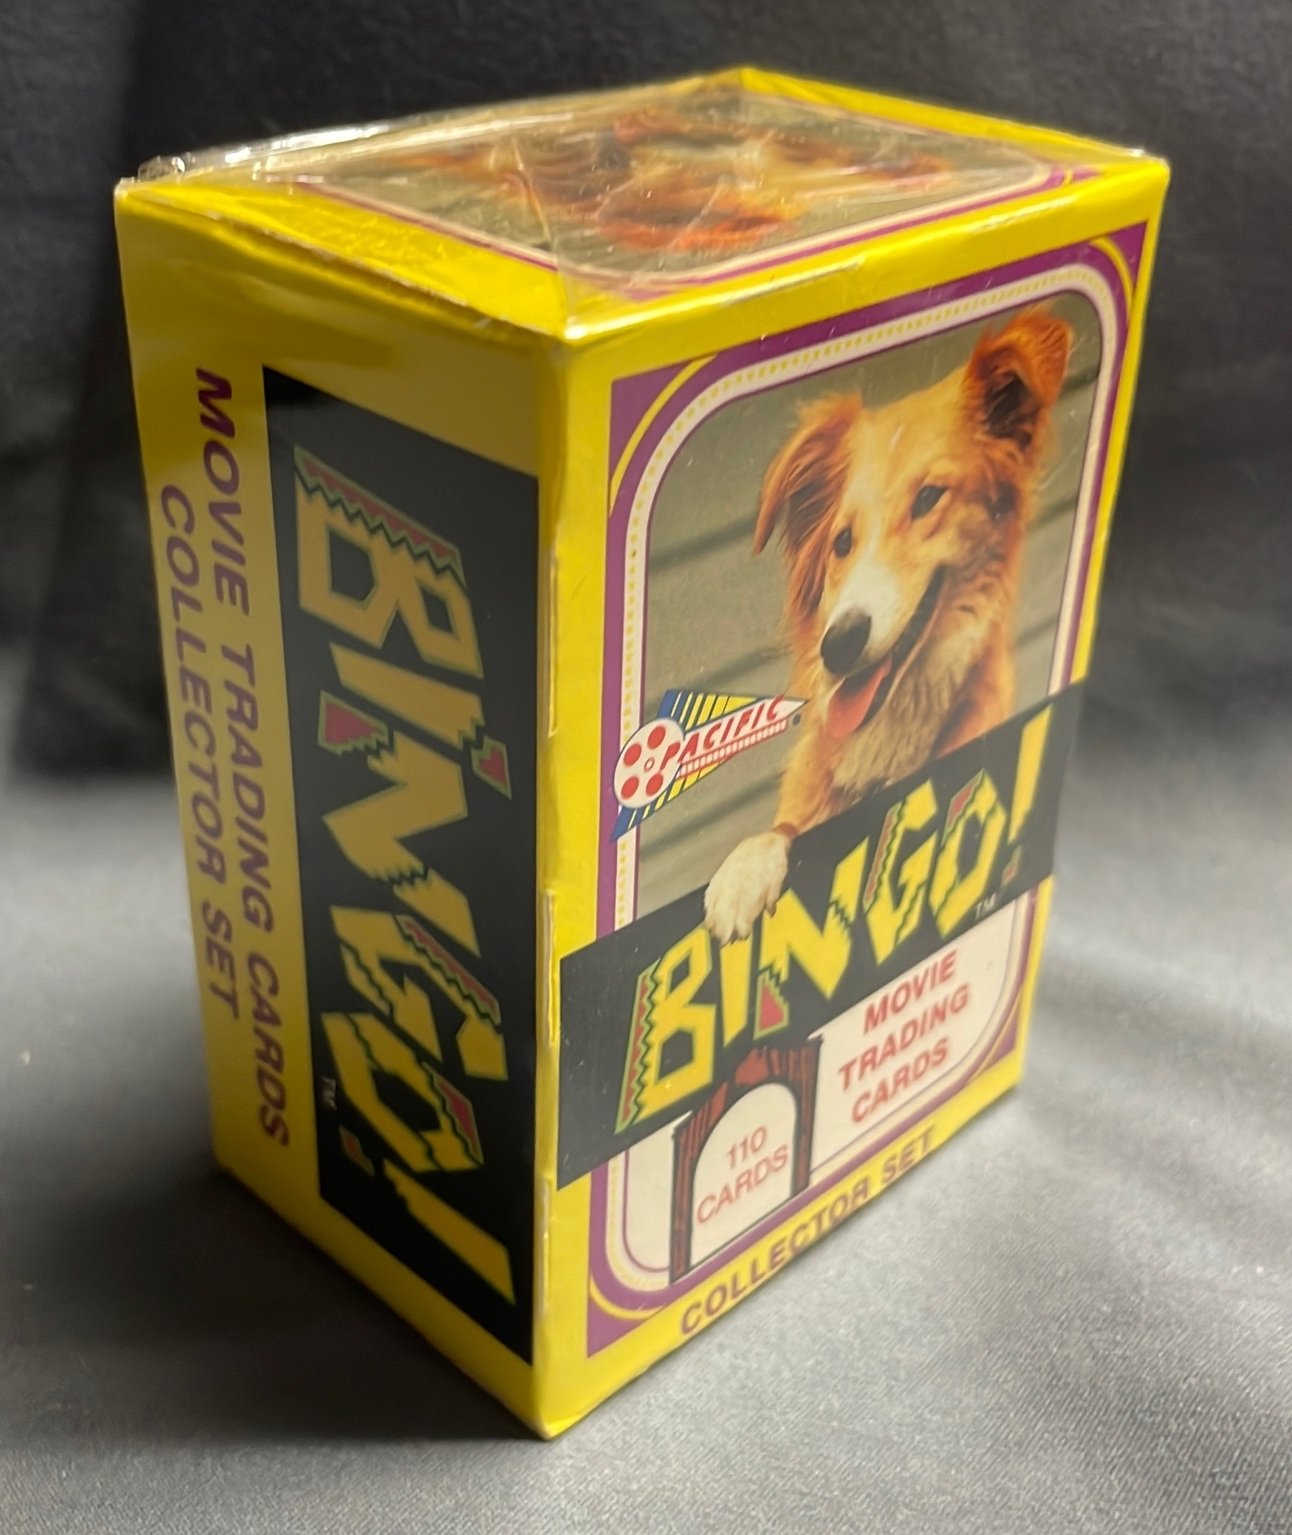 MOVIE TRADING CARDS
COLLECTOR SET
BINGO!
TM
PACIFIC
BINGO!
TM
MOVIE
TRADING
CARDS
110
CARDS
COLLECTOR SET